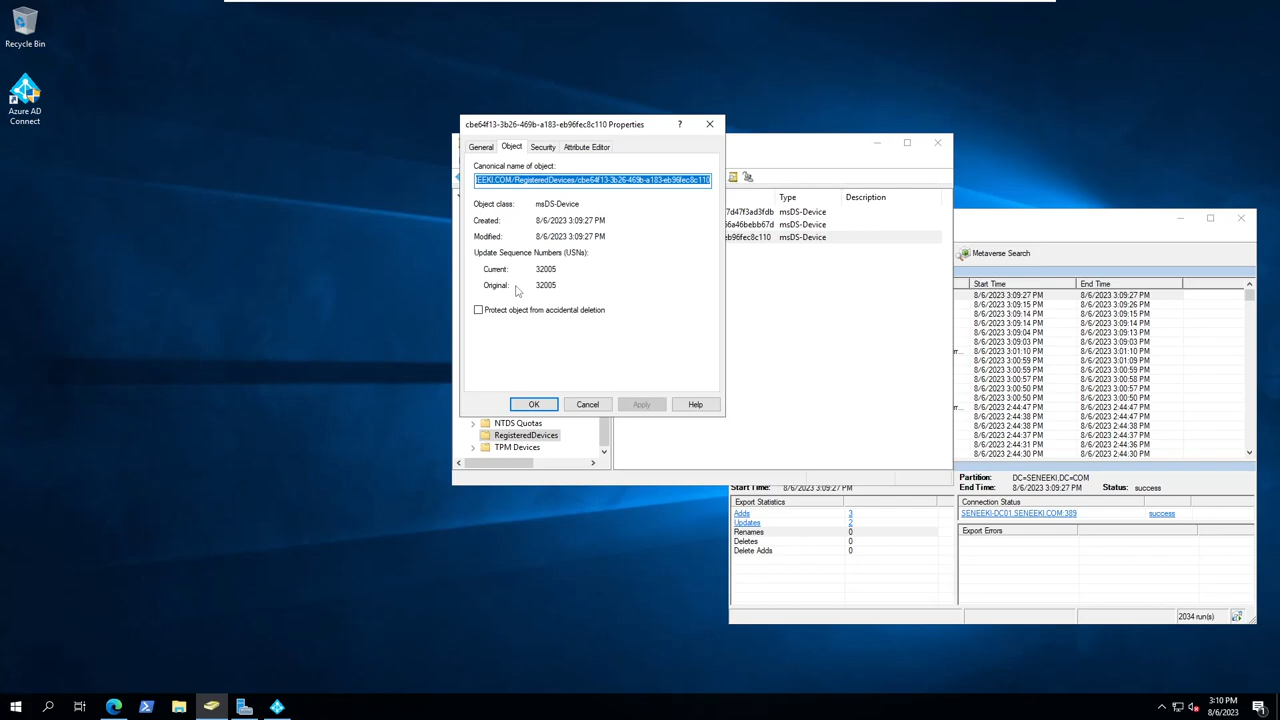 Recycle Bin
Azure AD
Connect
cbe64f13-3b26-469b-a183-eb96fec8c110 Properties
?
General
Object
Security
Attribute Editor
Canonical name of object:
EEKI.COM/RegisteredDevices/cbe64f13-3b26-469b-a183-eb96fec8c110
Object class: msDS-Device
Created: 8/6/2023 3:09:27 PM
Modified: 8/6/2023 3:09:27 PM
Update Sequence Numbers (USNs):
Current: 32005
Original: 32005
Protect object from accidental deletion
OK
Cancel
Apply
Help
Type
Description
7d47f3ad3fdb msDS-Device
6a46bebb67d msDS-Device
eb96fec8c110 msDS-Device
NTDS Quotas
RegisteredDevices
TPM Devices
Metaverse Search
Start Time
End Time
8/6/2023 3:09:27 PM 8/6/2023 3:09:27 PM
8/6/2023 3:09:15 PM 8/6/2023 3:09:26 PM
8/6/2023 3:09:14 PM 8/6/2023 3:09:15 PM
8/6/2023 3:09:14 PM 8/6/2023 3:09:14 PM
8/6/2023 3:09:04 PM 8/6/2023 3:09:13 PM
8/6/2023 3:09:03 PM 8/6/2023 3:09:03 PM
8/6/2023 3:01:10 PM 8/6/2023 3:01:10 PM
8/6/2023 3:00:59 PM 8/6/2023 3:01:09 PM
8/6/2023 3:00:59 PM 8/6/2023 3:00:59 PM
8/6/2023 3:00:57 PM 8/6/2023 3:00:58 PM
8/6/2023 3:00:57 PM 8/6/2023 3:00:57 PM
8/6/2023 3:00:50 PM 8/6/2023 3:00:57 PM
8/6/2023 2:44:47 PM 8/6/2023 2:44:47 PM
8/6/2023 2:44:38 PM 8/6/2023 2:44:47 PM
8/6/2023 2:44:38 PM 8/6/2023 2:44:38 PM
8/6/2023 2:44:37 PM 8/6/2023 2:44:38 PM
8/6/2023 2:44:31 PM 8/6/2023 2:44:36 PM
8/6/2023 2:44:30 PM 8/6/2023 2:44:30 PM
Partition: DC=SENEEKI,DC=COM
Start Time: 8/6/2023 3:09:27 PM
End Time: 8/6/2023 3:09:27 PM Status: success
Export Statistics
Adds 3
Updates 2
Renames 0
Deletes 0
Delete Adds 0
Connection Status
SENEEKI-DC01.SENEEKI.COM:389 success
Export Errors
2034 run(s)
3:10 PM
8/6/2023
1